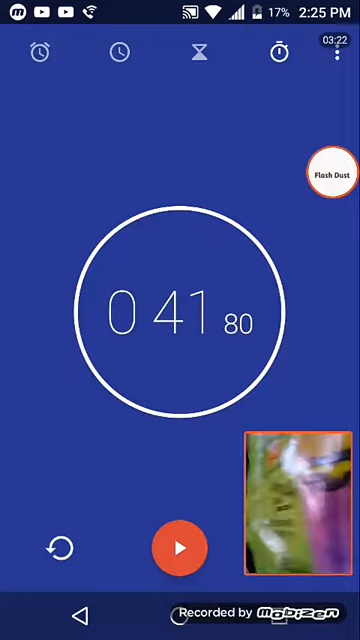 17% 2:25 PM
03:22
Flash Dust
0 41 80
Recorded by mobizen